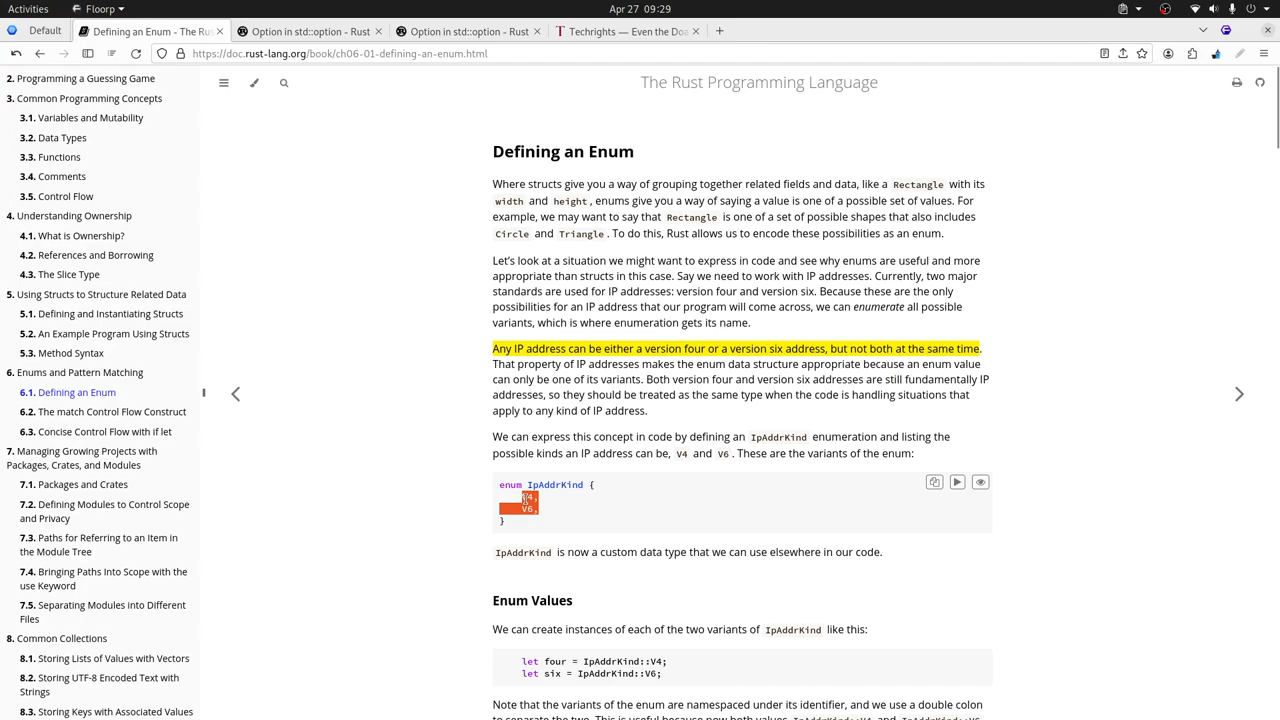 Activities
Floorp
Apr 27 09:29
Default
Defining an Enum - The Rus
Option in std::option - Rust
Option in std::option - Rust
Techrights — Even the Doa
https://doc.rust-lang.org/book/ch06-01-defining-an-enum.html
2. Programming a Guessing Game
3. Common Programming Concepts
3.1. Variables and Mutability
3.2. Data Types
3.3. Functions
3.4. Comments
3.5. Control Flow
4. Understanding Ownership
4.1. What is Ownership?
4.2. References and Borrowing
4.3. The Slice Type
5. Using Structs to Structure Related Data
5.1. Defining and Instantiating Structs
5.2. An Example Program Using Structs
5.3. Method Syntax
6. Enums and Pattern Matching
6.1. Defining an Enum
6.2. The match Control Flow Construct
6.3. Concise Control Flow with if let
7. Managing Growing Projects with
Packages, Crates, and Modules
7.1. Packages and Crates
7.2. Defining Modules to Control Scope
and Privacy
7.3. Paths for Referring to an Item in
the Module Tree
7.4. Bringing Paths Into Scope with the
use Keyword
7.5. Separating Modules into Different
Files
8. Common Collections
8.1. Storing Lists of Values with Vectors
8.2. Storing UTF-8 Encoded Text with
Strings
8.3. Storing Keys with Associated Values
The Rust Programming Language
Defining an Enum
Where structs give you a way of grouping together related fields and data, like a Rectangle with its
width and height, enums give you a way of saying a value is one of a possible set of values. For
example, we may want to say that Rectangle is one of a set of possible shapes that also includes
Circle and Triangle. To do this, Rust allows us to encode these possibilities as an enum.
Let's look at a situation we might want to express in code and see why enums are useful and more
appropriate than structs in this case. Say we need to work with IP addresses. Currently, two major
standards are used for IP addresses: version four and version six. Because these are the only
possibilities for an IP address that our program will come across, we can enumerate all possible
variants, which is where enumeration gets its name.
Any IP address can be either a version four or a version six address, but not both at the same time.
That property of IP addresses makes the enum data structure appropriate because an enum value
can only be one of its variants. Both version four and version six addresses are still fundamentally IP
addresses, so they should be treated as the same type when the code is handling situations that
apply to any kind of IP address.
We can express this concept in code by defining an IpAddrKind enumeration and listing the
possible kinds an IP address can be, V4 and V6. These are the variants of the enum:
enum IpAddrKind {
V4,
V6,
}
IpAddrKind is now a custom data type that we can use elsewhere in our code.
Enum Values
We can create instances of each of the two variants of IpAddrKind like this:
let four = IpAddrKind::V4;
let six = IpAddrKind::V6;
Note that the variants of the enum are namespaced under its identifier, and we use a double colon
to separate the two. This is useful because now both values IpAddrKind::V4 and IpAddrKind::V6